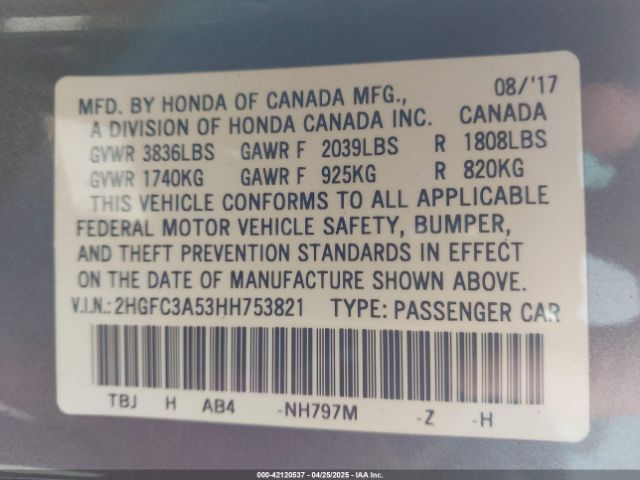 MFD. BY HONDA OF CANADA MFG., 08/'17
A DIVISION OF HONDA CANADA INC. CANADA
GVWR 3836LBS GAWR F 2039LBS R 1808LBS
GVWR 1740KG GAWR F 925KG R 820KG
THIS VEHICLE CONFORMS TO ALL APPLICABLE
FEDERAL MOTOR VEHICLE SAFETY, BUMPER,
AND THEFT PREVENTION STANDARDS IN EFFECT
ON THE DATE OF MANUFACTURE SHOWN ABOVE.
V.I.N.:2HGFC3A53HH753821 TYPE: PASSENGER CAR
TBJ H AB4 -NH797M -Z -H
000-42120537 - 04/25/2025 - IAA Inc.